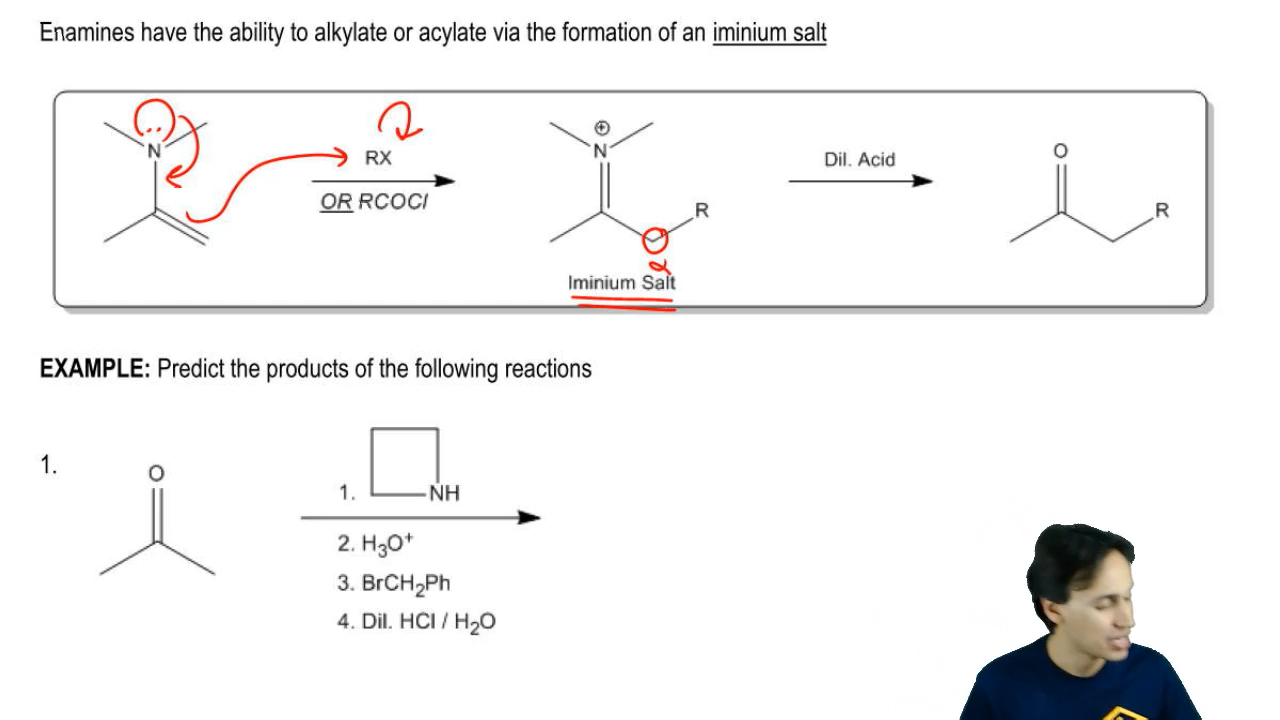 Enamines have the ability to alkylate or acylate via the formation of an iminium salt
N
RX
OR RCOCl
⊕
N
R
α
Iminium Salt
Dil. Acid
O
R
EXAMPLE: Predict the products of the following reactions
1.
O
1. NH
2. H₃O⁺
3. BrCH₂Ph
4. Dil. HCl / H₂O